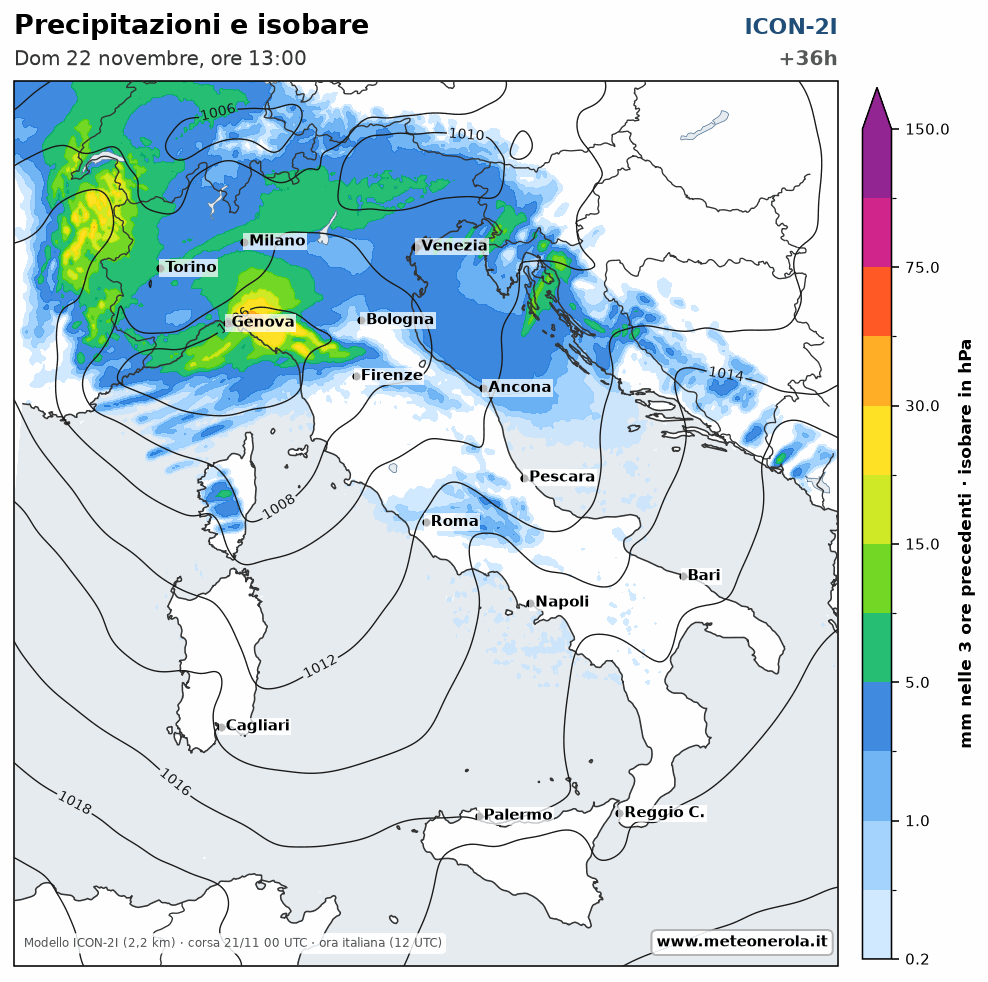 Precipitazioni e isobare
ICON-2I
Dom 22 novembre, ore 13:00
+36h
1006
1010
Milano
Venezia
Torino
Genova
Bologna
Firenze
Ancona
1014
Pescara
1008
Roma
Bari
Napoli
1012
Cagliari
1016
1018
Palermo
Reggio C.
Modello ICON-2I (2,2 km) · corsa 21/11 00 UTC · ora italiana (12 UTC)
www.meteonerola.it
150.0
75.0
30.0
15.0
5.0
1.0
0.2
mm nelle 3 ore precedenti · isobare in hPa